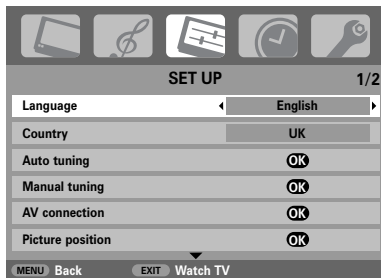 SET UP 1/2
Language English
Country UK
Auto tuning OK
Manual tuning OK
AV connection OK
Picture position OK
MENU Back EXIT Watch TV